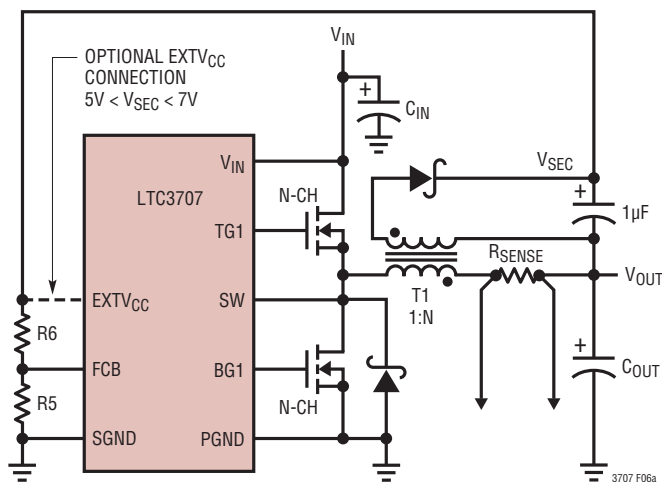 VIN
OPTIONAL EXTVCC
CONNECTION
5V < VSEC < 7V
+
CIN
VIN
LTC3707
N-CH
VSEC
+
1µF
TG1
RSENSE
VOUT
T1
1:N
EXTVCC
SW
R6
FCB
BG1
+
COUT
R5
N-CH
SGND
PGND
3707 F06a